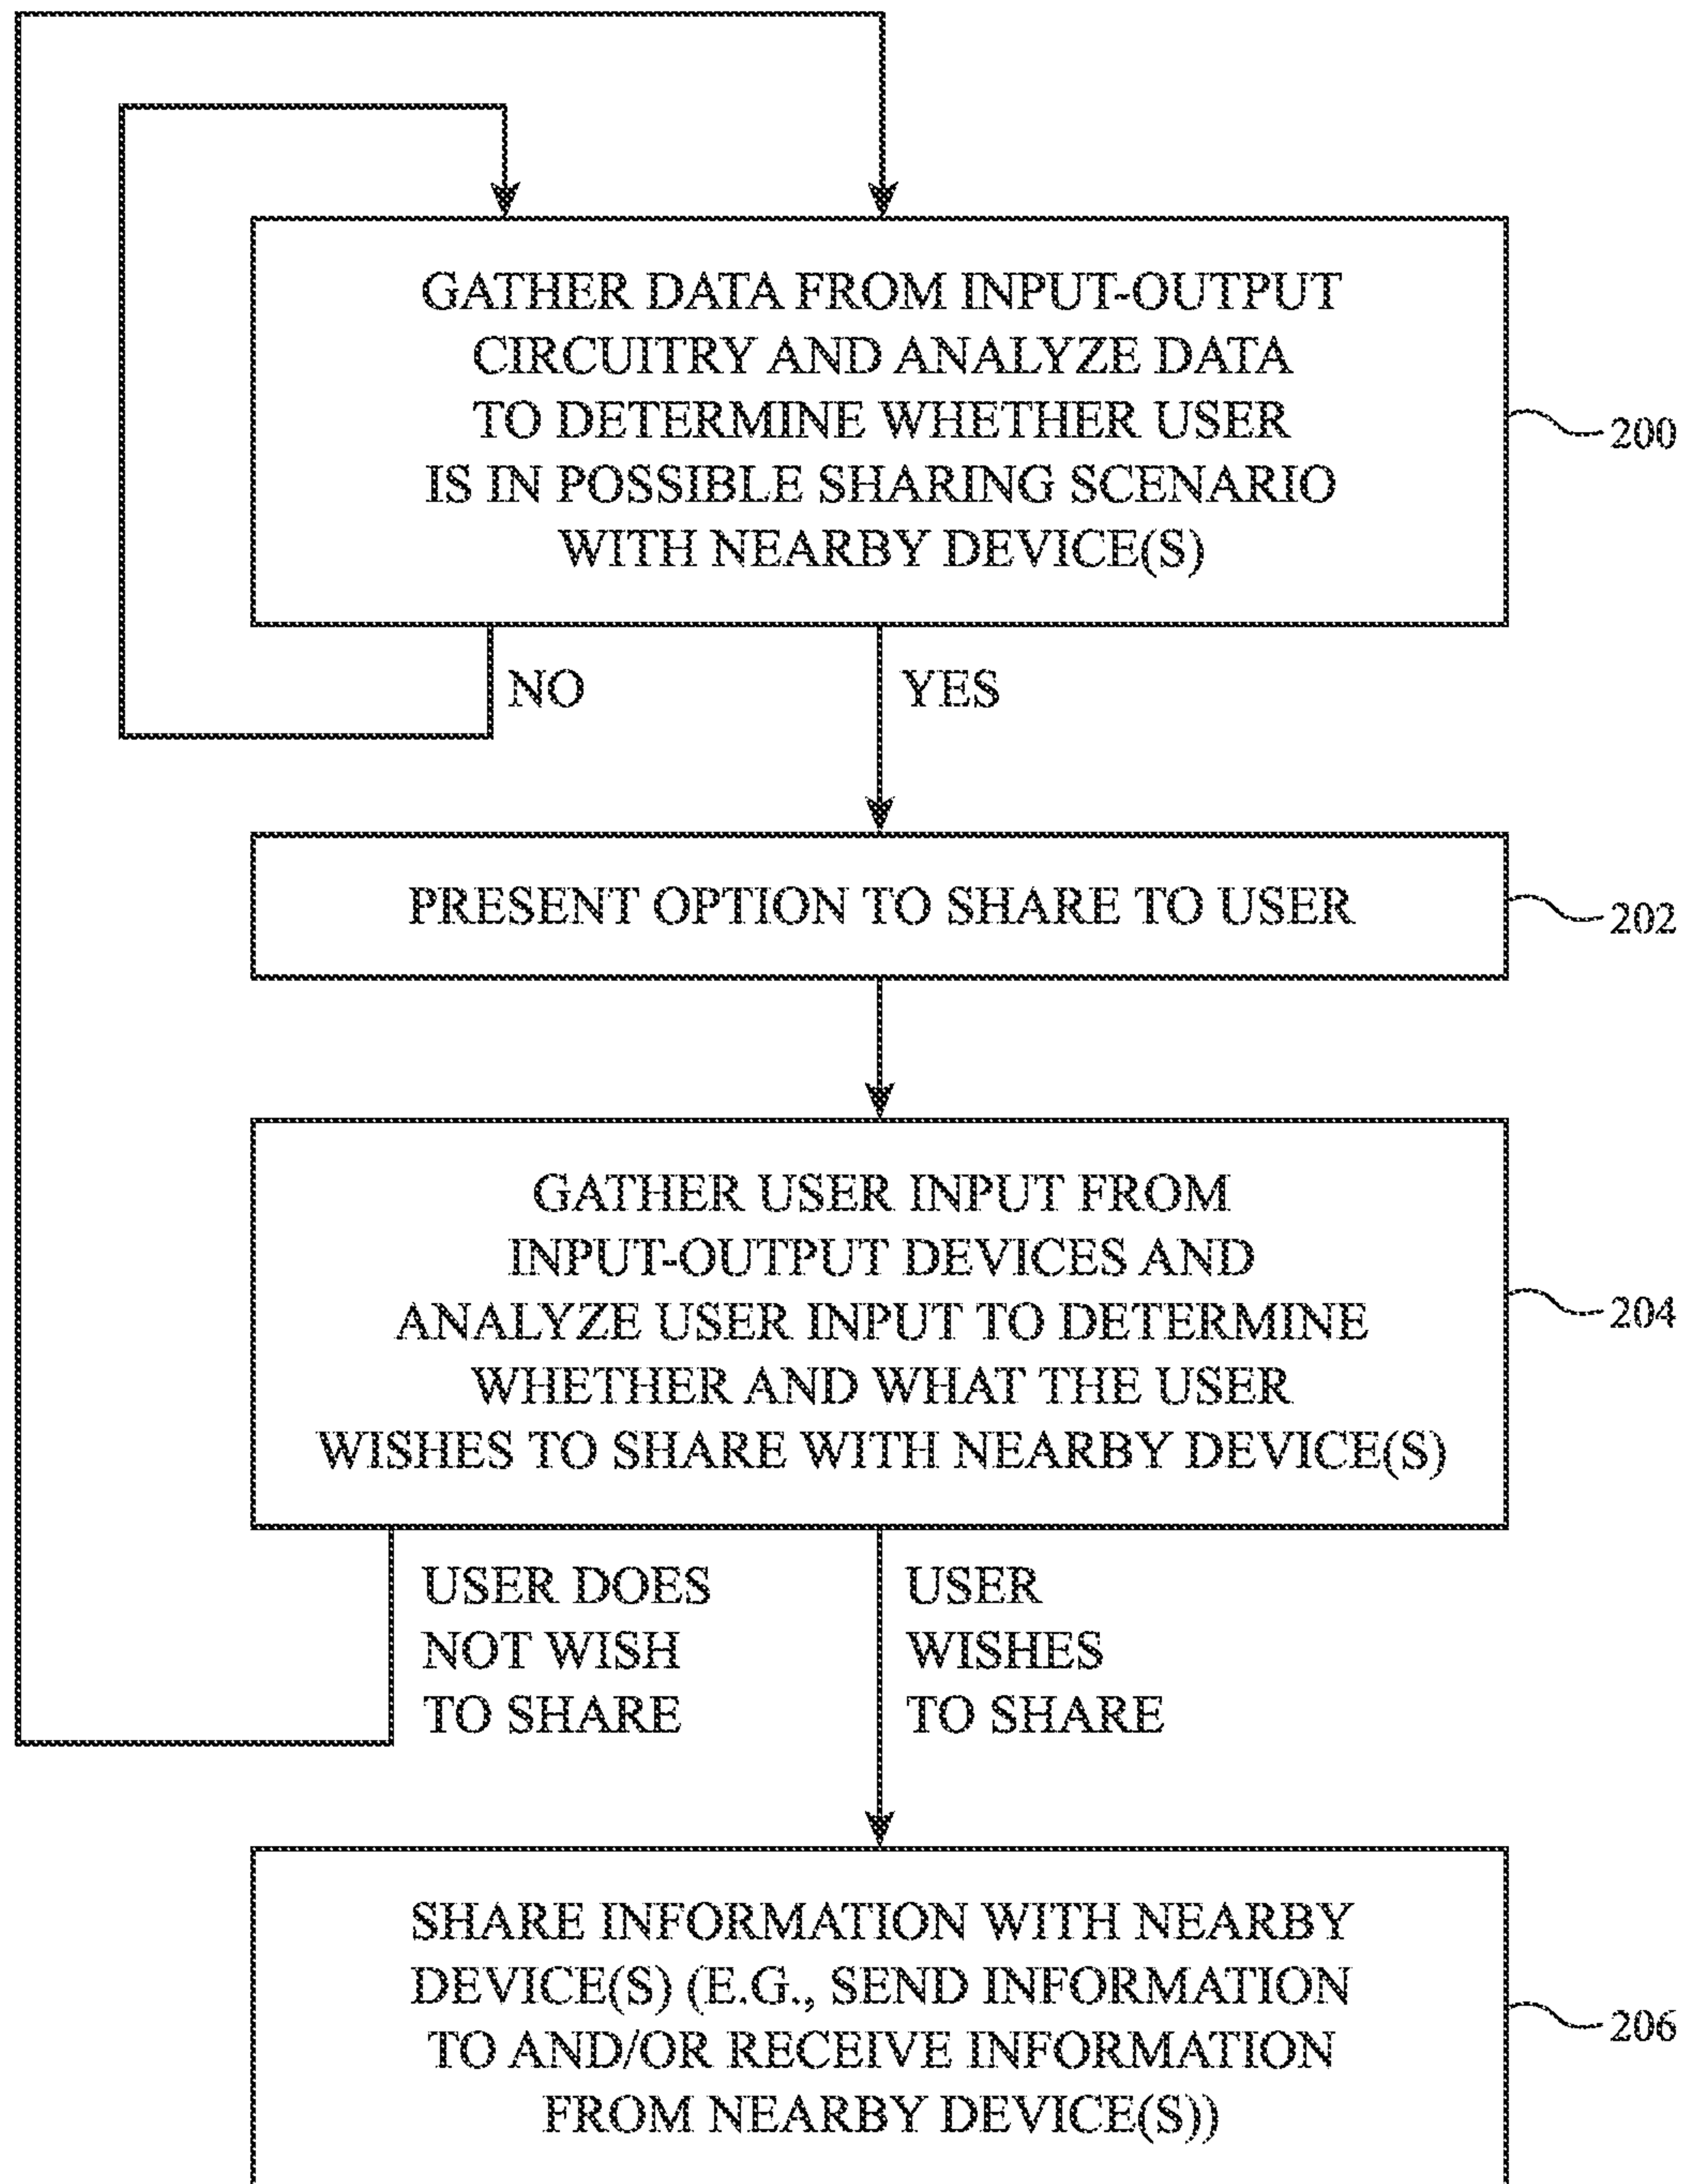 GATHER DATA FROM INPUT-OUTPUT
CIRCUITRY AND ANALYZE DATA
TO DETERMINE WHETHER USER
IS IN POSSIBLE SHARING SCENARIO
WITH NEARBY DEVICE(S)
200
NO
YES
PRESENT OPTION TO SHARE TO USER
202
GATHER USER INPUT FROM
INPUT-OUTPUT DEVICES AND
ANALYZE USER INPUT TO DETERMINE
WHETHER AND WHAT THE USER
WISHES TO SHARE WITH NEARBY DEVICE(S)
204
USER DOES
NOT WISH
TO SHARE
USER
WISHES
TO SHARE
SHARE INFORMATION WITH NEARBY
DEVICE(S) (E.G., SEND INFORMATION
TO AND/OR RECEIVE INFORMATION
FROM NEARBY DEVICE(S))
206